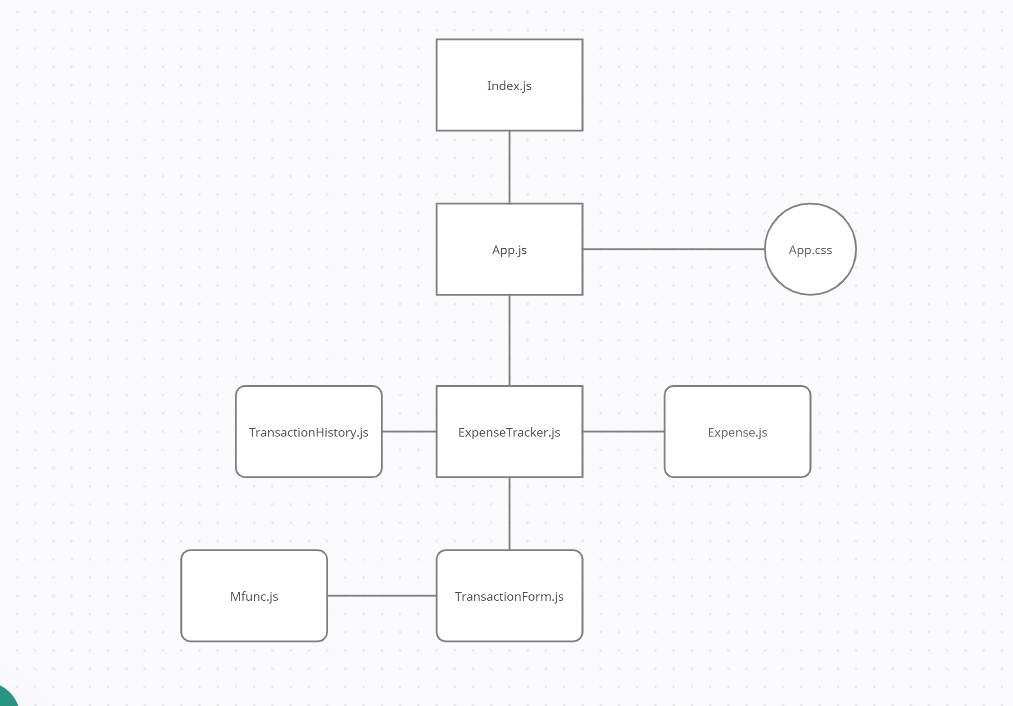 Index.js
App.js
App.css
TransactionHistory.js
ExpenseTracker.js
Expense.js
Mfunc.js
TransactionForm.js